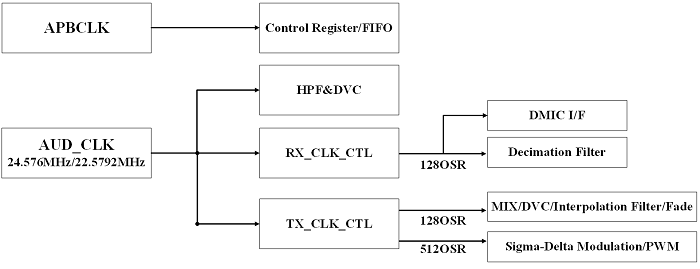 APBCLK
Control Register/FIFO
HPF&DVC
DMIC I/F
AUD_CLK
24.576MHz/22.5792MHz
RX_CLK_CTL
128OSR
Decimation Filter
TX_CLK_CTL
128OSR
MIX/DVC/Interpolation Filter/Fade
512OSR
Sigma-Delta Modulation/PWM